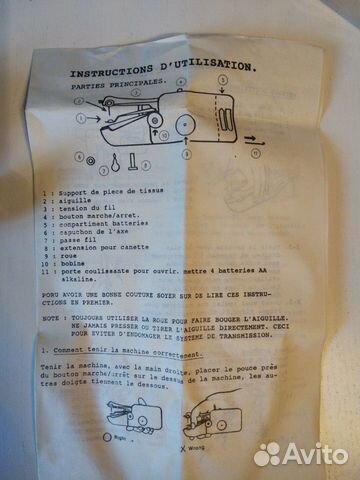 INSTRUCTIONS D'UTILISATION.
PARTIES PRINCIPALES.
1 : Support de piece de tissus
2 : aiguille
3 : tension du fil
4 : bouton marche/arret.
5 : compartiment batteries
6 : capuchon de l'axe
7 : passe fil
8 : extension pour canette
9 : roue
10 : bobine
11 : porte coulissante pour ouvrir. mettre 4 batteries AA
alkaline.
PORU AVOIR UNE BONNE COUTURE SOYER SUR DE LIRE CES INSTRU-
CTIONS EN PREMIER.
NOTE : TOUJOURS UTILISER LA ROUE POUR FAIRE BOUGER L'AIGUILLE.
NE JAMAIS PRESSER OU TIRER L'AIGUILLE DIRECTEMENT. CECI
POUR EVITER D'ENDOMAGER LE SYSTEME DE TRANSMISSION.
1. Comment tenir la machine correctement.
Tenir la machine, avec la main droite, placer le pouce près
du bouton marche/arrêt sur le dessus de la machine, les au-
tres doigts tiennent le dessous.
Right
X Wrong
Avito